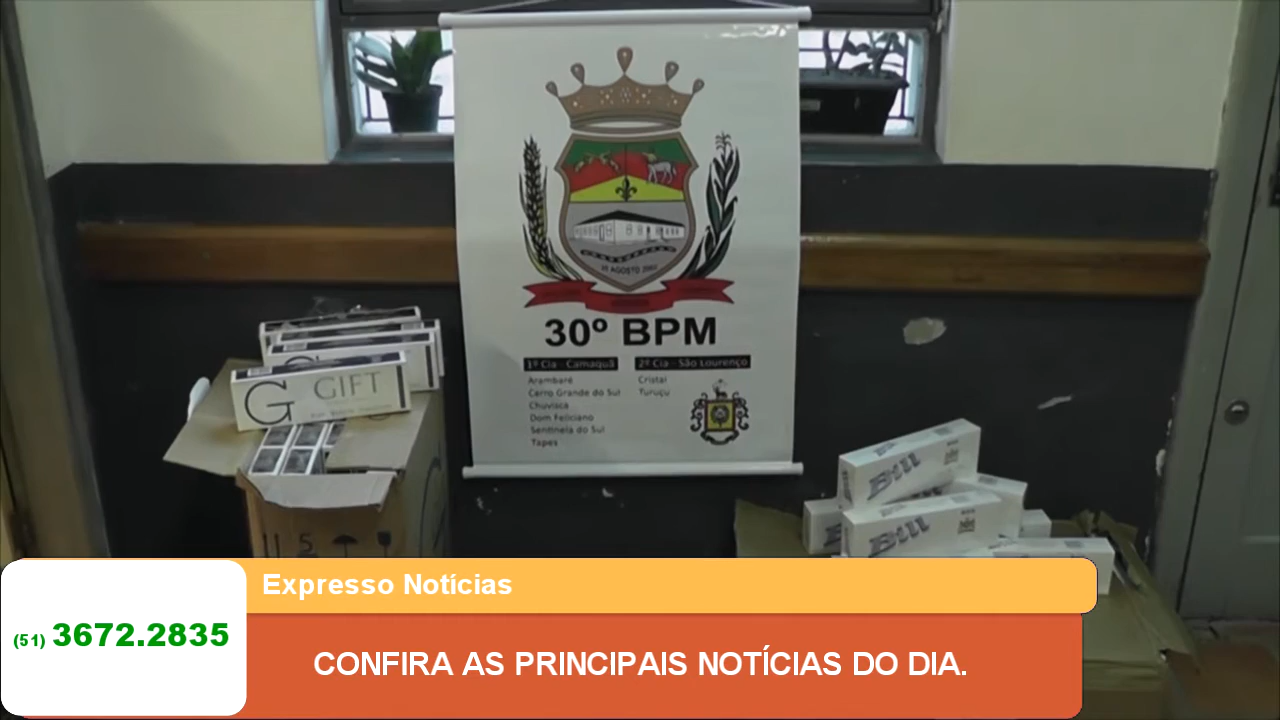 30º BPM
1ª Cia - Camaquã
2ª Cia - São Lourenço
Arambaré
Cerro Grande do Sul
Chuvisca
Dom Feliciano
Sentinela do Sul
Tapes
Cristal
Turuçu
G GIFT
Bill
Bill
Expresso Notícias
(51) 3672.2835
CONFIRA AS PRINCIPAIS NOTÍCIAS DO DIA.